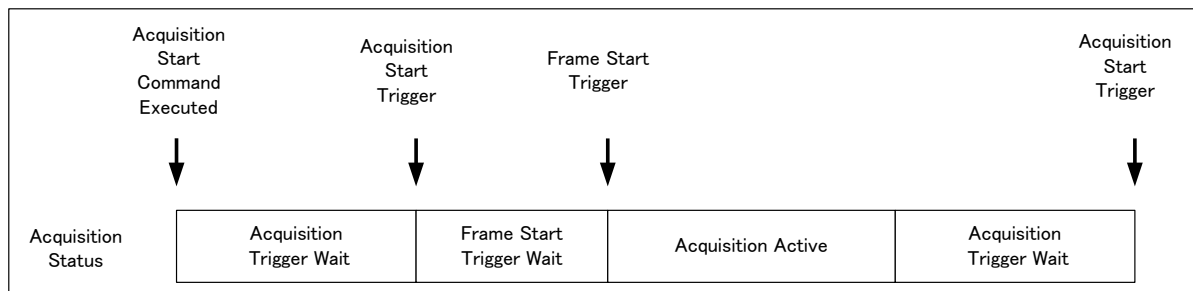 Acquisition
Start
Command
Executed
Acquisition
Start
Trigger
Frame Start
Trigger
Acquisition
Start
Trigger
Acquisition
Status
Acquisition
Trigger Wait
Frame Start
Trigger Wait
Acquisition Active
Acquisition
Trigger Wait